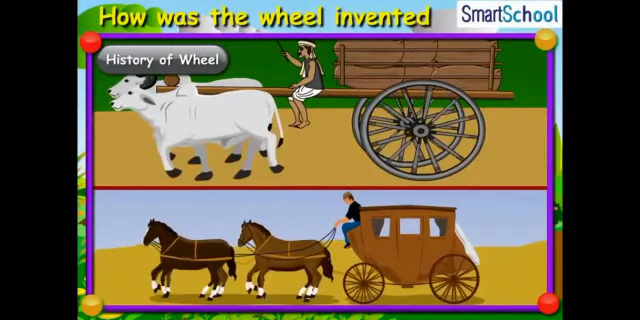 How was the wheel invented
SmartSchool
History of Wheel